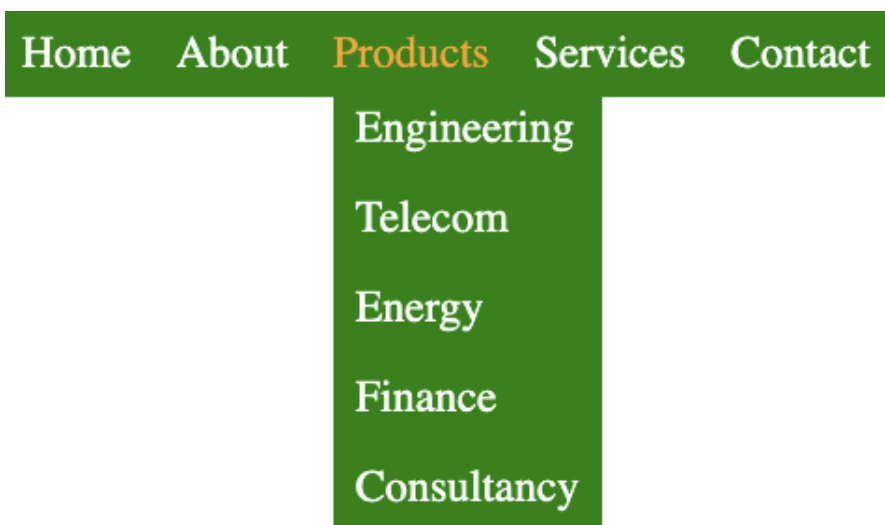 Home About Products Services Contact
Engineering
Telecom
Energy
Finance
Consultancy